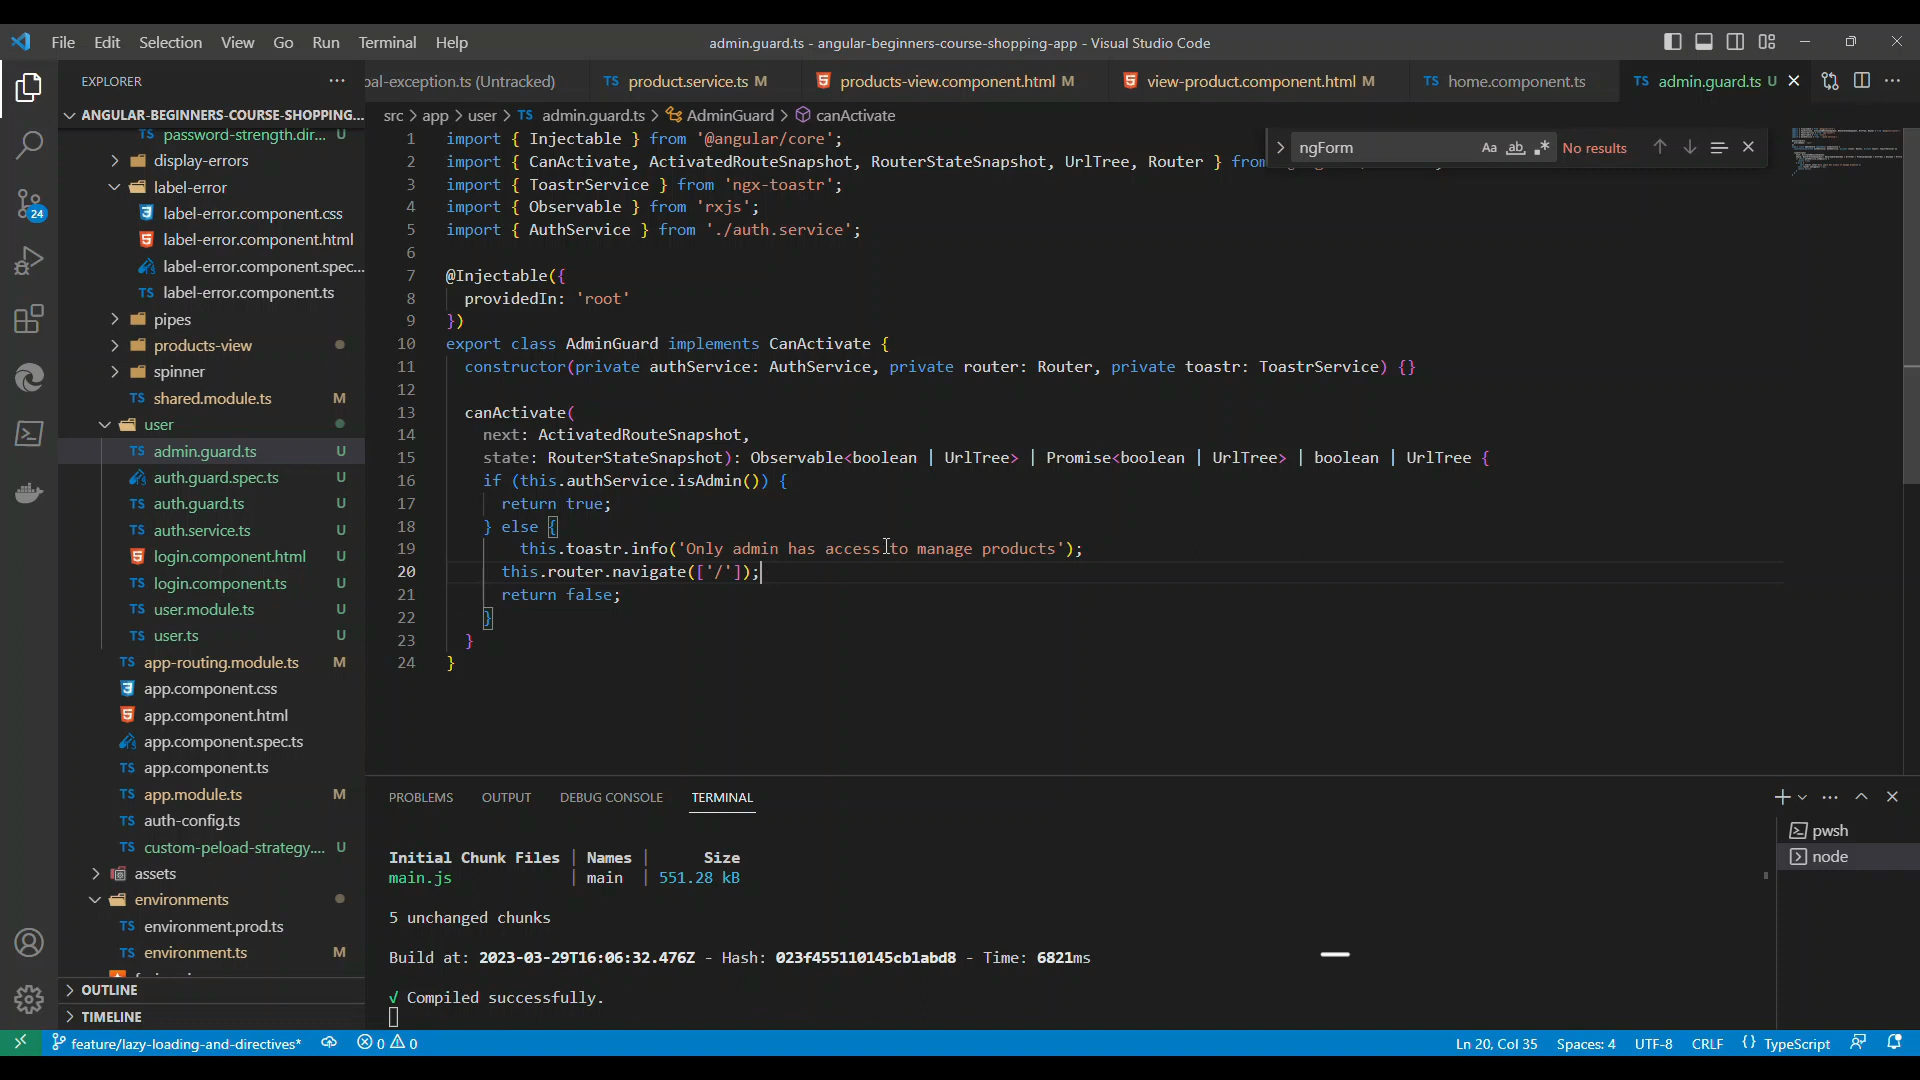 File Edit Selection View Go Run Terminal Help
admin.guard.ts - angular-beginners-course-shopping-app - Visual Studio Code
EXPLORER
ANGULAR-BEGINNERS-COURSE-SHOPPING...
password-strength.dir... U
display-errors
label-error
label-error.component.css
label-error.component.html
label-error.component.spec...
label-error.component.ts
pipes
products-view
spinner
shared.module.ts M
user
admin.guard.ts U
auth.guard.spec.ts U
auth.guard.ts U
auth.service.ts U
login.component.html U
login.component.ts U
user.module.ts U
user.ts U
app-routing.module.ts M
app.component.css
app.component.html
app.component.spec.ts
app.component.ts
app.module.ts M
auth-config.ts
custom-peload-strategy.... U
assets
environments
environment.prod.ts
environment.ts M
OUTLINE
TIMELINE
24
pal-exception.ts (Untracked) TS product.service.ts M products-view.component.html M view-product.component.html M TS home.component.ts TS admin.guard.ts U
src > app > user > TS admin.guard.ts > AdminGuard > canActivate
ngForm Aa ab No results
1 import { Injectable } from '@angular/core';
2 import { CanActivate, ActivatedRouteSnapshot, RouterStateSnapshot, UrlTree, Router } from
3 import { ToastrService } from 'ngx-toastr';
4 import { Observable } from 'rxjs';
5 import { AuthService } from './auth.service';
6
7 @Injectable({
8 providedIn: 'root'
9 })
10 export class AdminGuard implements CanActivate {
11 constructor(private authService: AuthService, private router: Router, private toastr: ToastrService) {}
12
13 canActivate(
14 next: ActivatedRouteSnapshot,
15 state: RouterStateSnapshot): Observable<boolean | UrlTree> | Promise<boolean | UrlTree> | boolean | UrlTree {
16 if (this.authService.isAdmin()) {
17 return true;
18 } else {
19 this.toastr.info('Only admin has access to manage products');
20 this.router.navigate(['/']);
21 return false;
22 }
23 }
24 }
PROBLEMS OUTPUT DEBUG CONSOLE TERMINAL
Initial Chunk Files | Names | Size
main.js | main | 551.28 kB
5 unchanged chunks
Build at: 2023-03-29T16:06:32.476Z - Hash: 023f455110145cb1abd8 - Time: 6821ms
√ Compiled successfully.
pwsh
node
feature/lazy-loading-and-directives* 0 0
Ln 20, Col 35 Spaces: 4 UTF-8 CRLF {} TypeScript